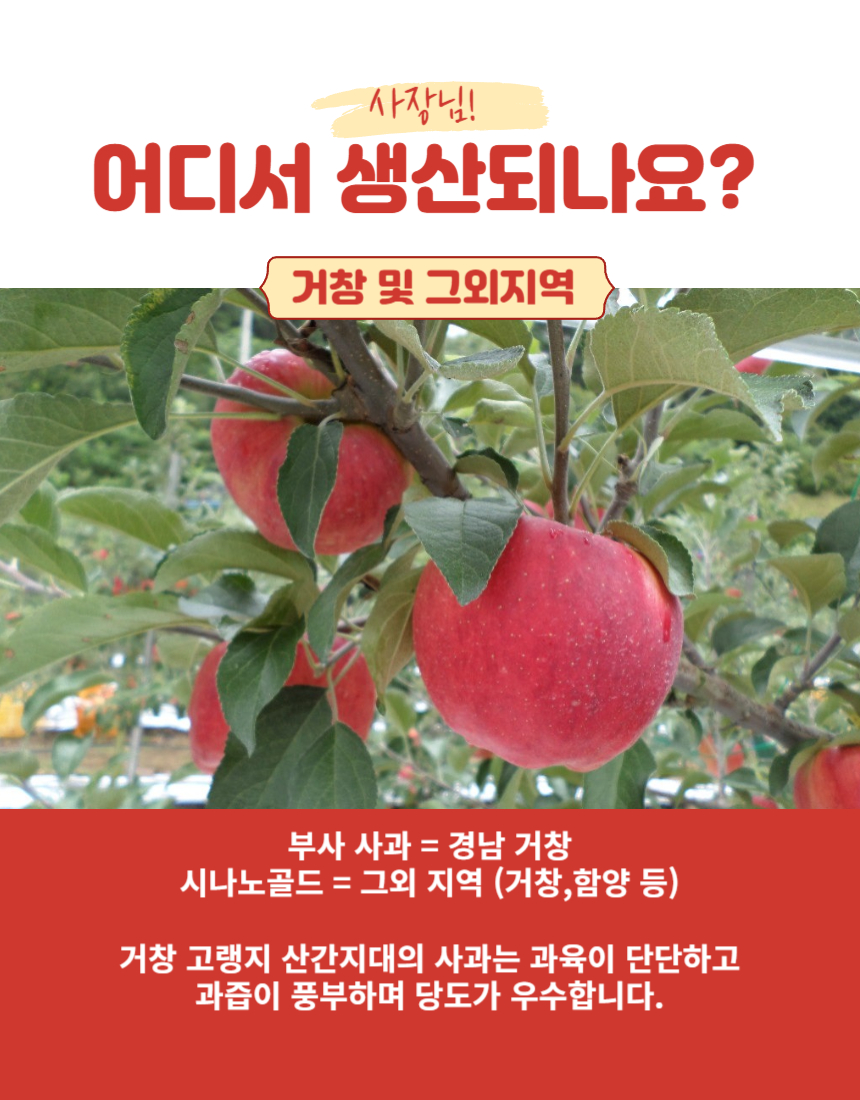 사장님!
어디서 생산되나요?
거창 및 그외지역
부사 사과 = 경남 거창
시나노골드 = 그외 지역 (거창,함양 등)
거창 고랭지 산간지대의 사과는 과육이 단단하고
과즙이 풍부하며 당도가 우수합니다.